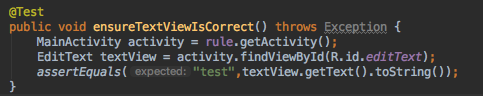 @Test
public void ensureTextViewIsCorrect() throws Exception {
MainActivity activity = rule.getActivity();
EditText textView = activity.findViewById(R.id.editText);
assertEquals( expected: "test",textView.getText().toString());
}